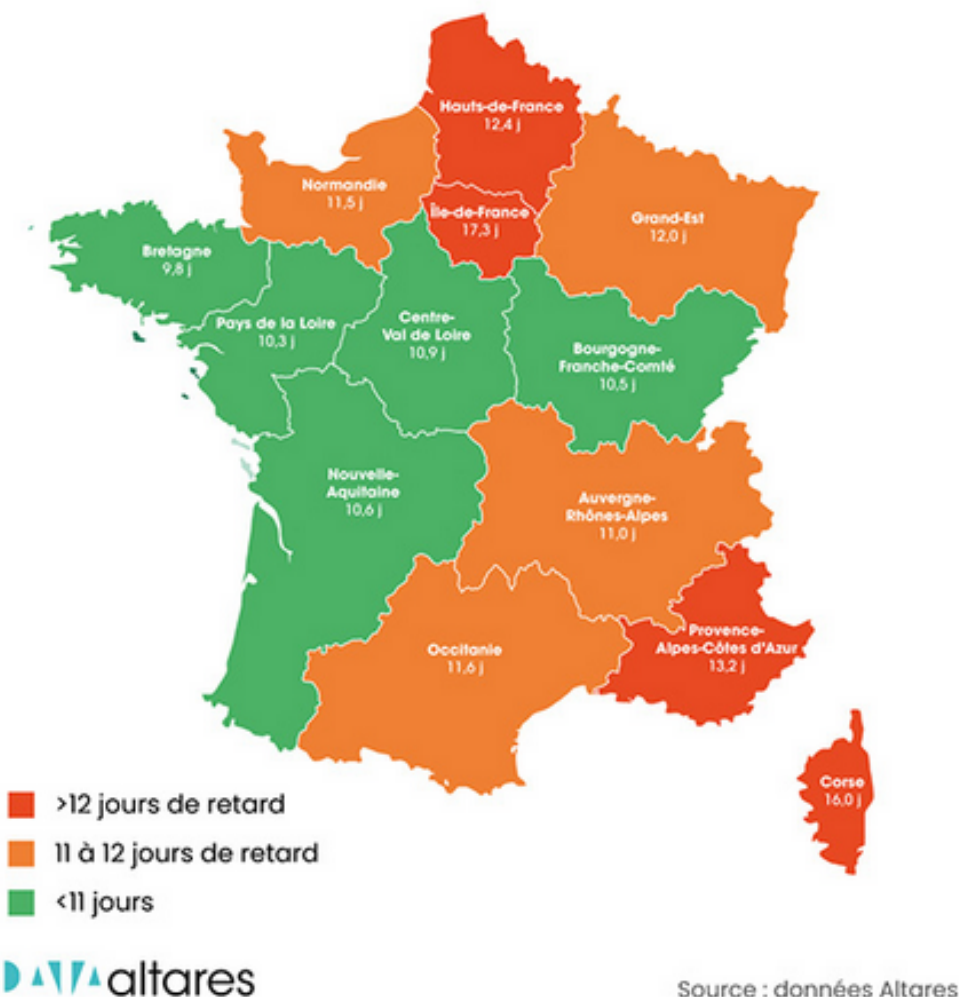 Hauts-de-France
12,4 j
Normandie
11,5 j
Île-de-France
17,3 j
Grand-Est
12,0 j
Bretagne
9,8 j
Pays de la Loire
10,3 j
Centre-
Val de Loire
10,9 j
Bourgogne-
Franche-Comté
10,5 j
Nouvelle-
Aquitaine
10,6 j
Auvergne-
Rhônes-Alpes
11,0 j
Occitanie
11,6 j
Provence-
Alpes-Côtes d'Azur
13,2 j
Corse
16,0 j
>12 jours de retard
11 à 12 jours de retard
<11 jours
DATA altares
Source : données Altares